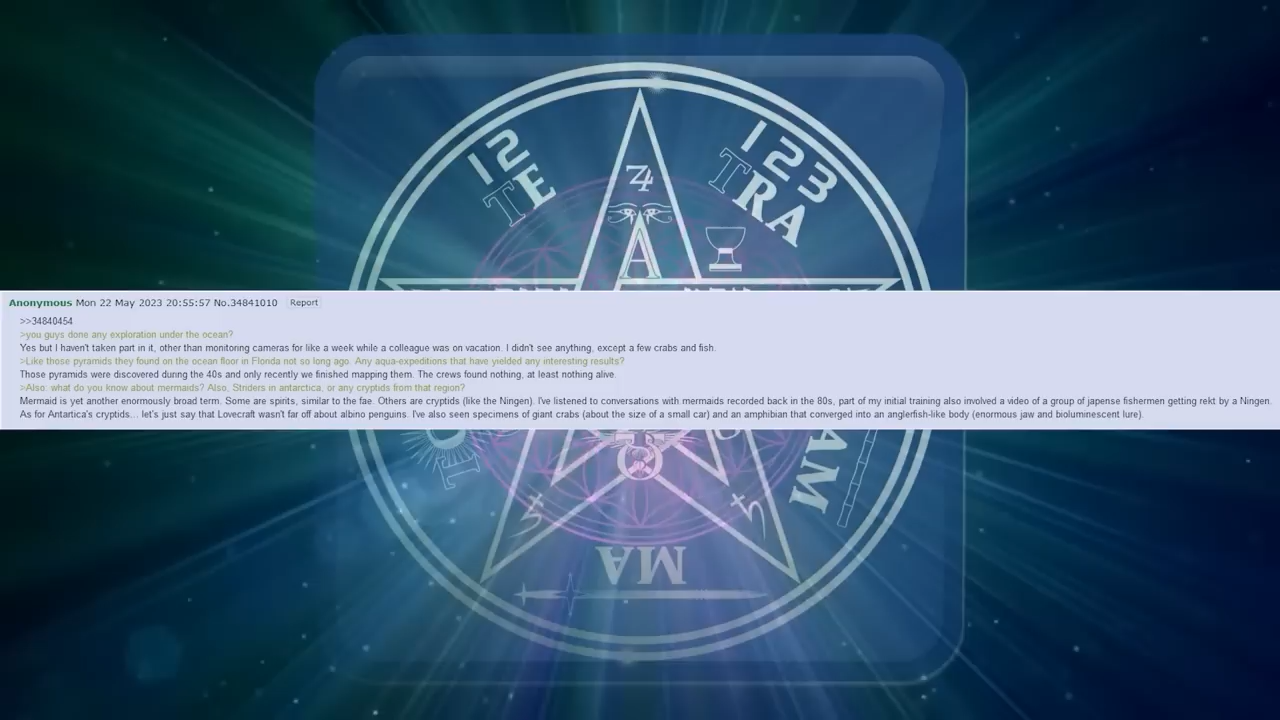 12
123
TE
TRA
A
Anonymous Mon 22 May 2023 20:55:57 No.34841010 Report
>>34840454
>you guys done any exploration under the ocean?
Yes but I haven't taken part in it, other than monitoring cameras for like a week while a colleague was on vacation. I didn't see anything, except a few crabs and fish.
>Like those pyramids they found on the ocean floor in Florida not so long ago. Any aqua-expeditions that have yielded any interesting results?
Those pyramids were discovered during the 40s and only recently we finished mapping them. The crews found nothing, at least nothing alive.
>Also: what do you know about mermaids? Also, Striders in antarctica, or any cryptids from that region?
Mermaid is yet another enormously broad term. Some are spirits, similar to the fae. Others are cryptids (like the Ningen). I've listened to conversations with mermaids recorded back in the 80s, part of my initial training also involved a video of a group of japense fishermen getting rekt by a Ningen.
As for Antartica's cryptids... let's just say that Lovecraft wasn't far off about albino penguins. I've also seen specimens of giant crabs (about the size of a small car) and an amphibian that converged into an anglerfish-like body (enormous jaw and bioluminescent lure).
AM
MA